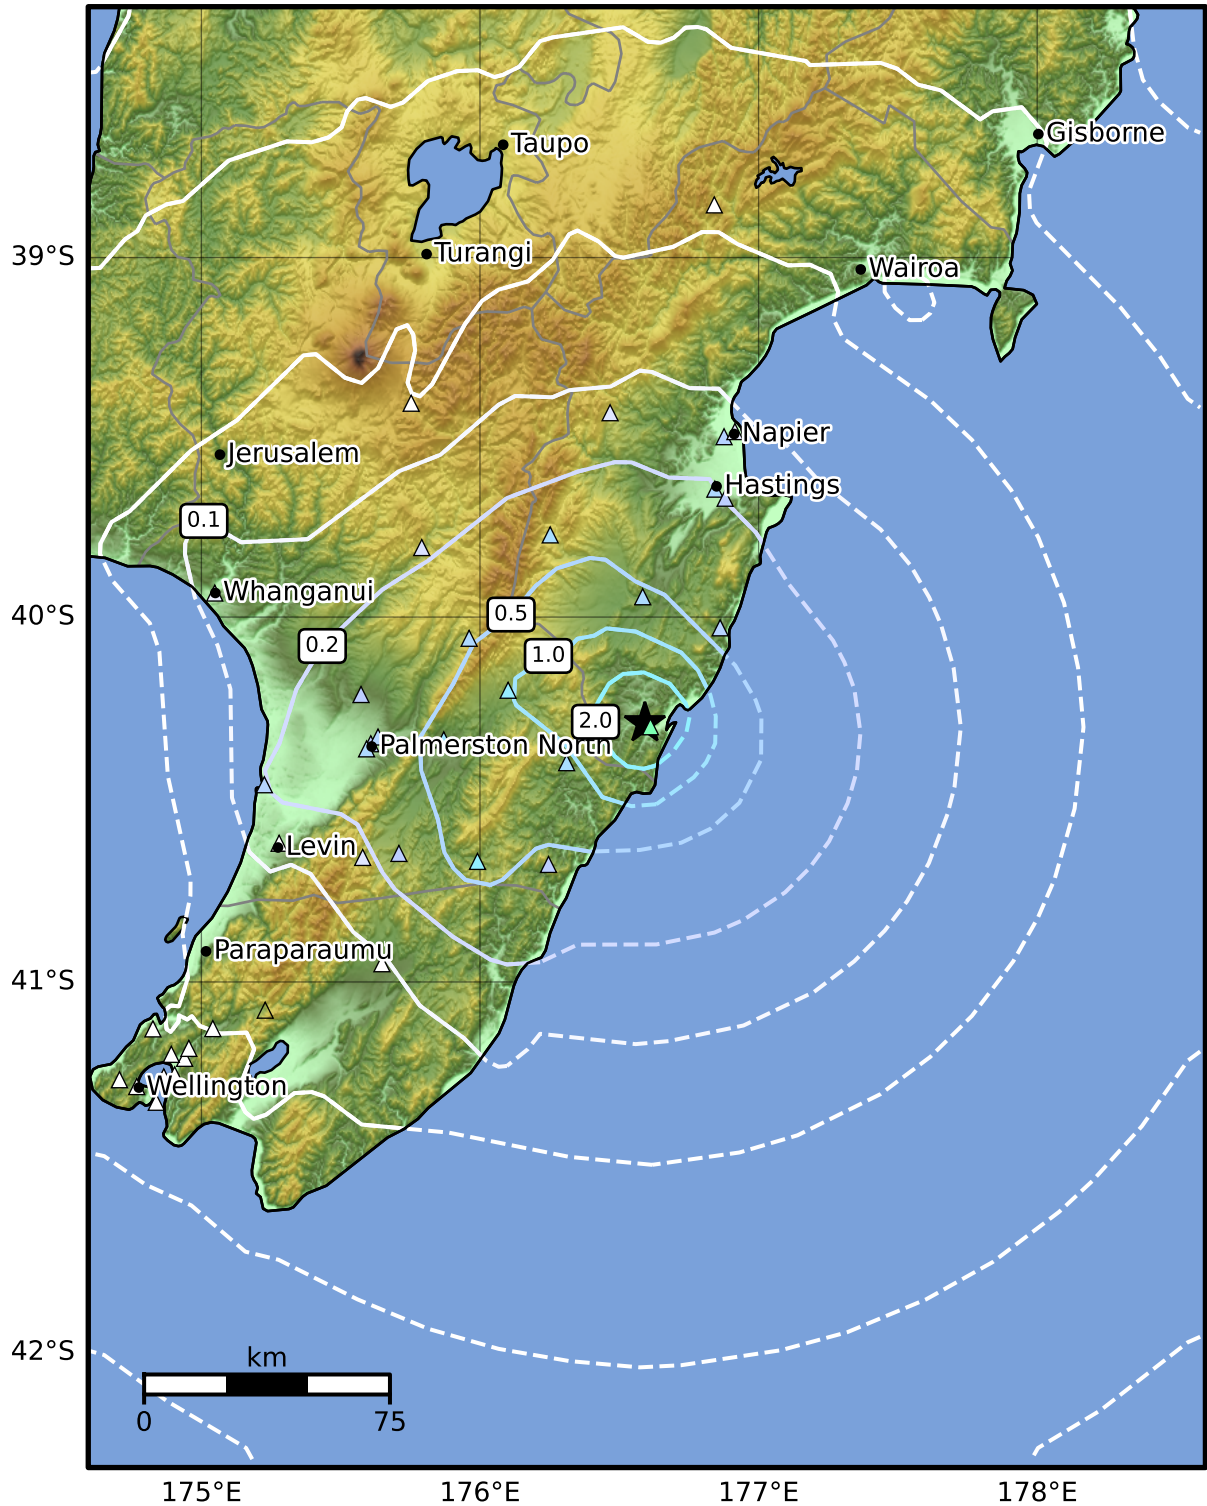 Gisborne
Taupo
Turangi
39°S
Wairoa
Napier
Jerusalem
Hastings
0.1
Whanganui
40°S
0.5
0.2
1.0
2.0
Palmerston North
Levin
Paraparaumu
41°S
Wellington
42°S
km
0 75
175°E 176°E 177°E 178°E